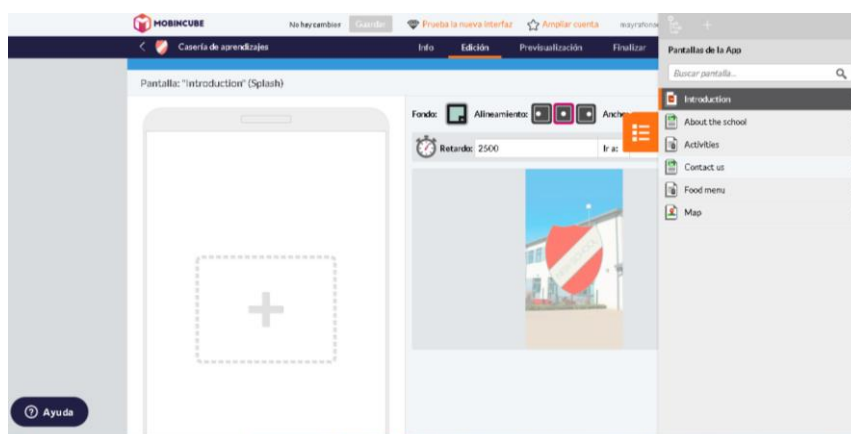 MOBINCUBE
No hay cambios
Guardar
Prueba la nueva interfaz
Ampliar cuenta
Casería de aprendizajes
Info
Edición
Previsualización
Finalizar
Pantallas de la App
Buscar pantalla...
Pantalla: "Introduction" (Splash)
Introduction
About the school
Activities
Contact us
Food menu
Map
Fondo:
Alineamiento:
Retardo: 2500
Ir a:
Ayuda